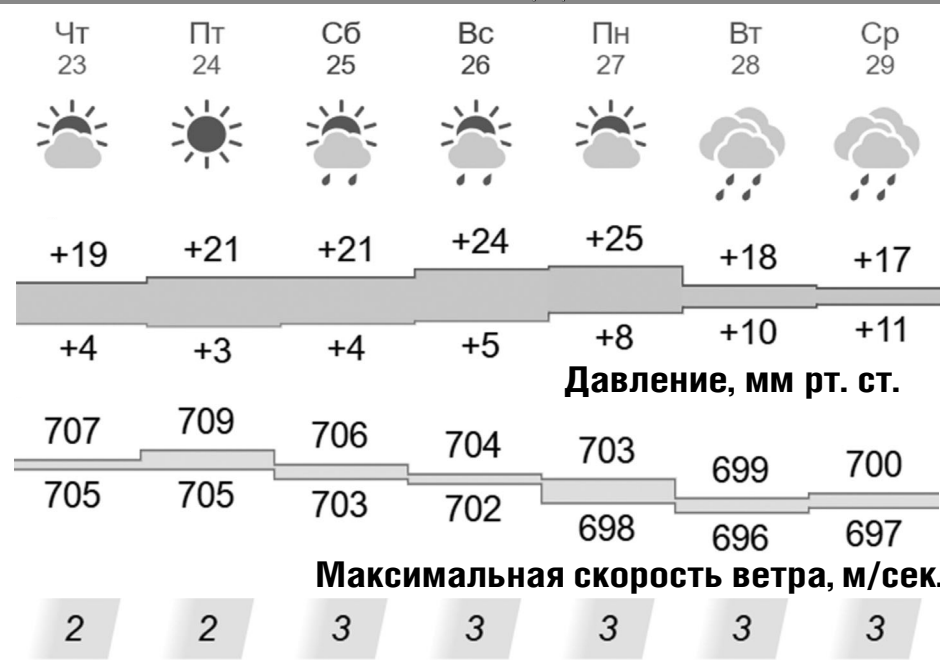 Чт Пт Сб Вс Пн Вт Ср
23 24 25 26 27 28 29
+19 +21 +21 +24 +25 +18 +17
+4 +3 +4 +5 +8 +10 +11
Давление, мм рт. ст.
707 709 706 704 703 699 700
705 705 703 702 698 696 697
Максимальная скорость ветра, м/сек.
2 2 3 3 3 3 3